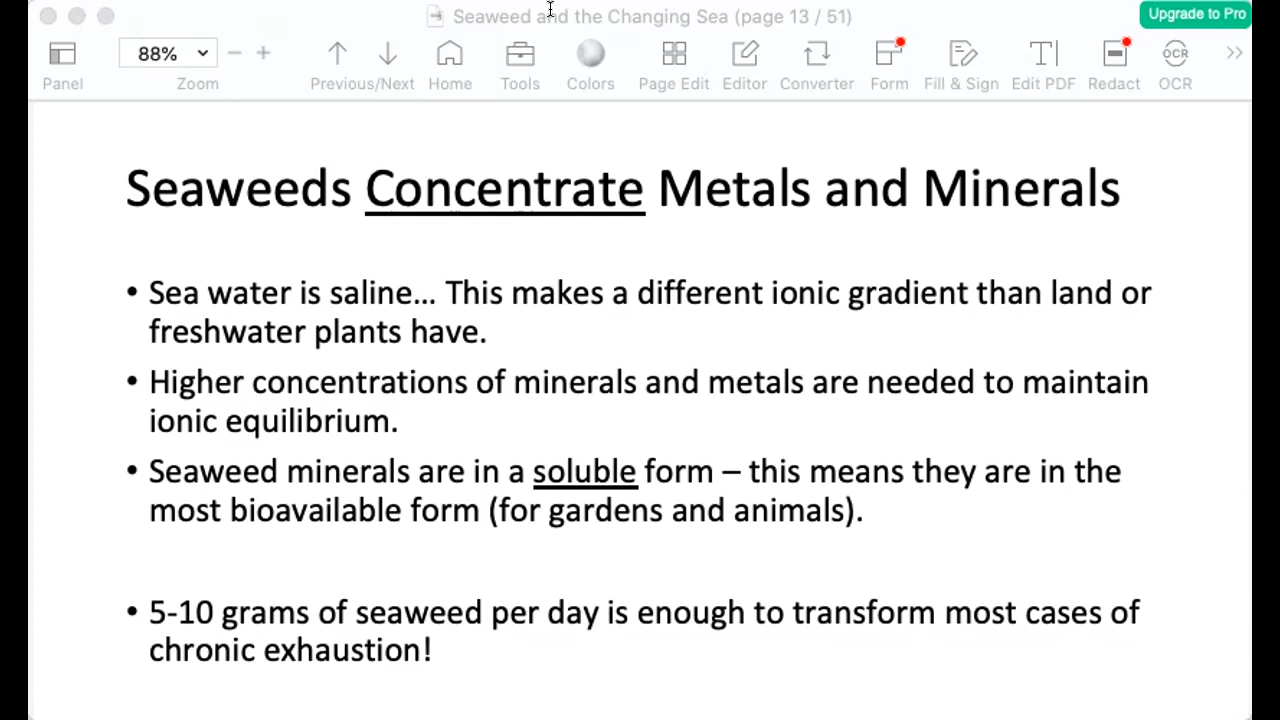 Seaweed and the Changing Sea (page 13 / 51)
Upgrade to Pro
88%
Panel Zoom Previous/Next Home Tools Colors Page Edit Editor Converter Form Fill & Sign Edit PDF Redact OCR
Seaweeds Concentrate Metals and Minerals
• Sea water is saline... This makes a different ionic gradient than land or
freshwater plants have.
• Higher concentrations of minerals and metals are needed to maintain
ionic equilibrium.
• Seaweed minerals are in a soluble form – this means they are in the
most bioavailable form (for gardens and animals).
• 5-10 grams of seaweed per day is enough to transform most cases of
chronic exhaustion!